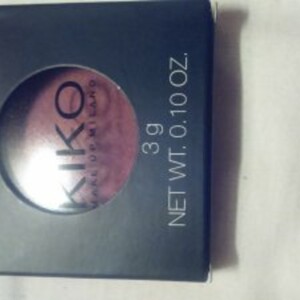 KIKO
MAKE UP MILANO
3 g
NET WT. 0.10 OZ.